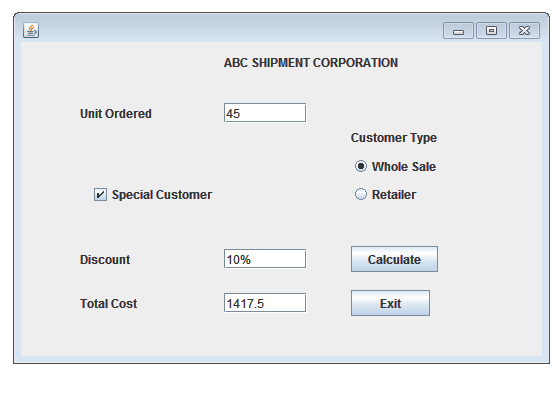 ABC SHIPMENT CORPORATION
Unit Ordered 45
Customer Type
Whole Sale
Special Customer Retailer
Discount 10% Calculate
Total Cost 1417.5 Exit